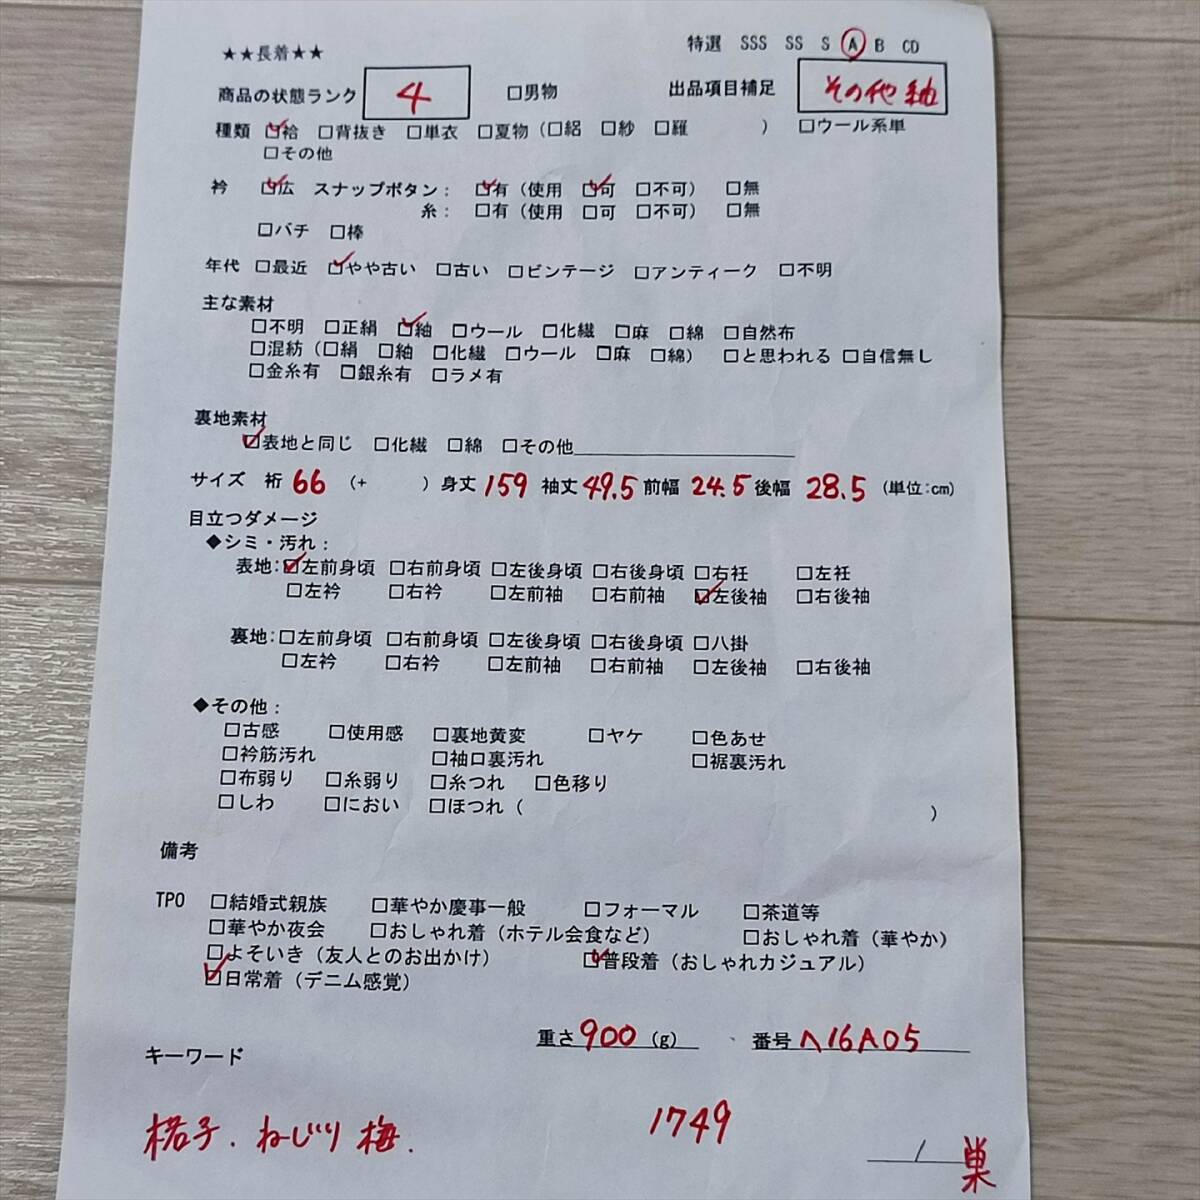 ★★長着★★ 特選 SSS SS S A B CD
商品の状態ランク 4 □男物 出品項目補足 その他 紬
種類 □袷 □背抜き □単衣 □夏物（□絽 □紗 □羅 ） □ウール系単
□その他
衿 □広 スナップボタン： □有（使用 □可 □不可） □無
糸： □有（使用 □可 □不可） □無
□バチ □棒
年代 □最近 □やや古い □古い □ビンテージ □アンティーク □不明
主な素材
□不明 □正絹 □紬 □ウール □化繊 □麻 □綿 □自然布
□混紡（□絹 □紬 □化繊 □ウール □麻 □綿） □と思われる □自信無し
□金糸有 □銀糸有 □ラメ有
裏地素材
□表地と同じ □化繊 □綿 □その他
サイズ 裄 66 （+ ）身丈 159 袖丈 49.5 前幅 24.5 後幅 28.5 (単位:cm)
目立つダメージ
◆シミ・汚れ：
表地:□左前身頃 □右前身頃 □左後身頃 □右後身頃 □右衽 □左衽
□左衿 □右衿 □左前袖 □右前袖 □左後袖 □右後袖
裏地:□左前身頃 □右前身頃 □左後身頃 □右後身頃 □八掛
□左衿 □右衿 □左前袖 □右前袖 □左後袖 □右後袖
◆その他：
□古感 □使用感 □裏地黄変 □ヤケ □色あせ
□衿筋汚れ □袖口裏汚れ □裾裏汚れ
□布弱り □糸弱り □糸つれ □色移り
□しわ □におい □ほつれ（ ）
備考
TPO □結婚式親族 □華やか慶事一般 □フォーマル □茶道等
□華やか夜会 □おしゃれ着（ホテル会食など） □おしゃれ着（華やか）
□よそいき（友人とのお出かけ） □普段着（おしゃれカジュアル）
□日常着（デニム感覚）
重さ 900 (g) 番号 ハ16A05
キーワード
格子．ねじり梅． 1749
1 巣